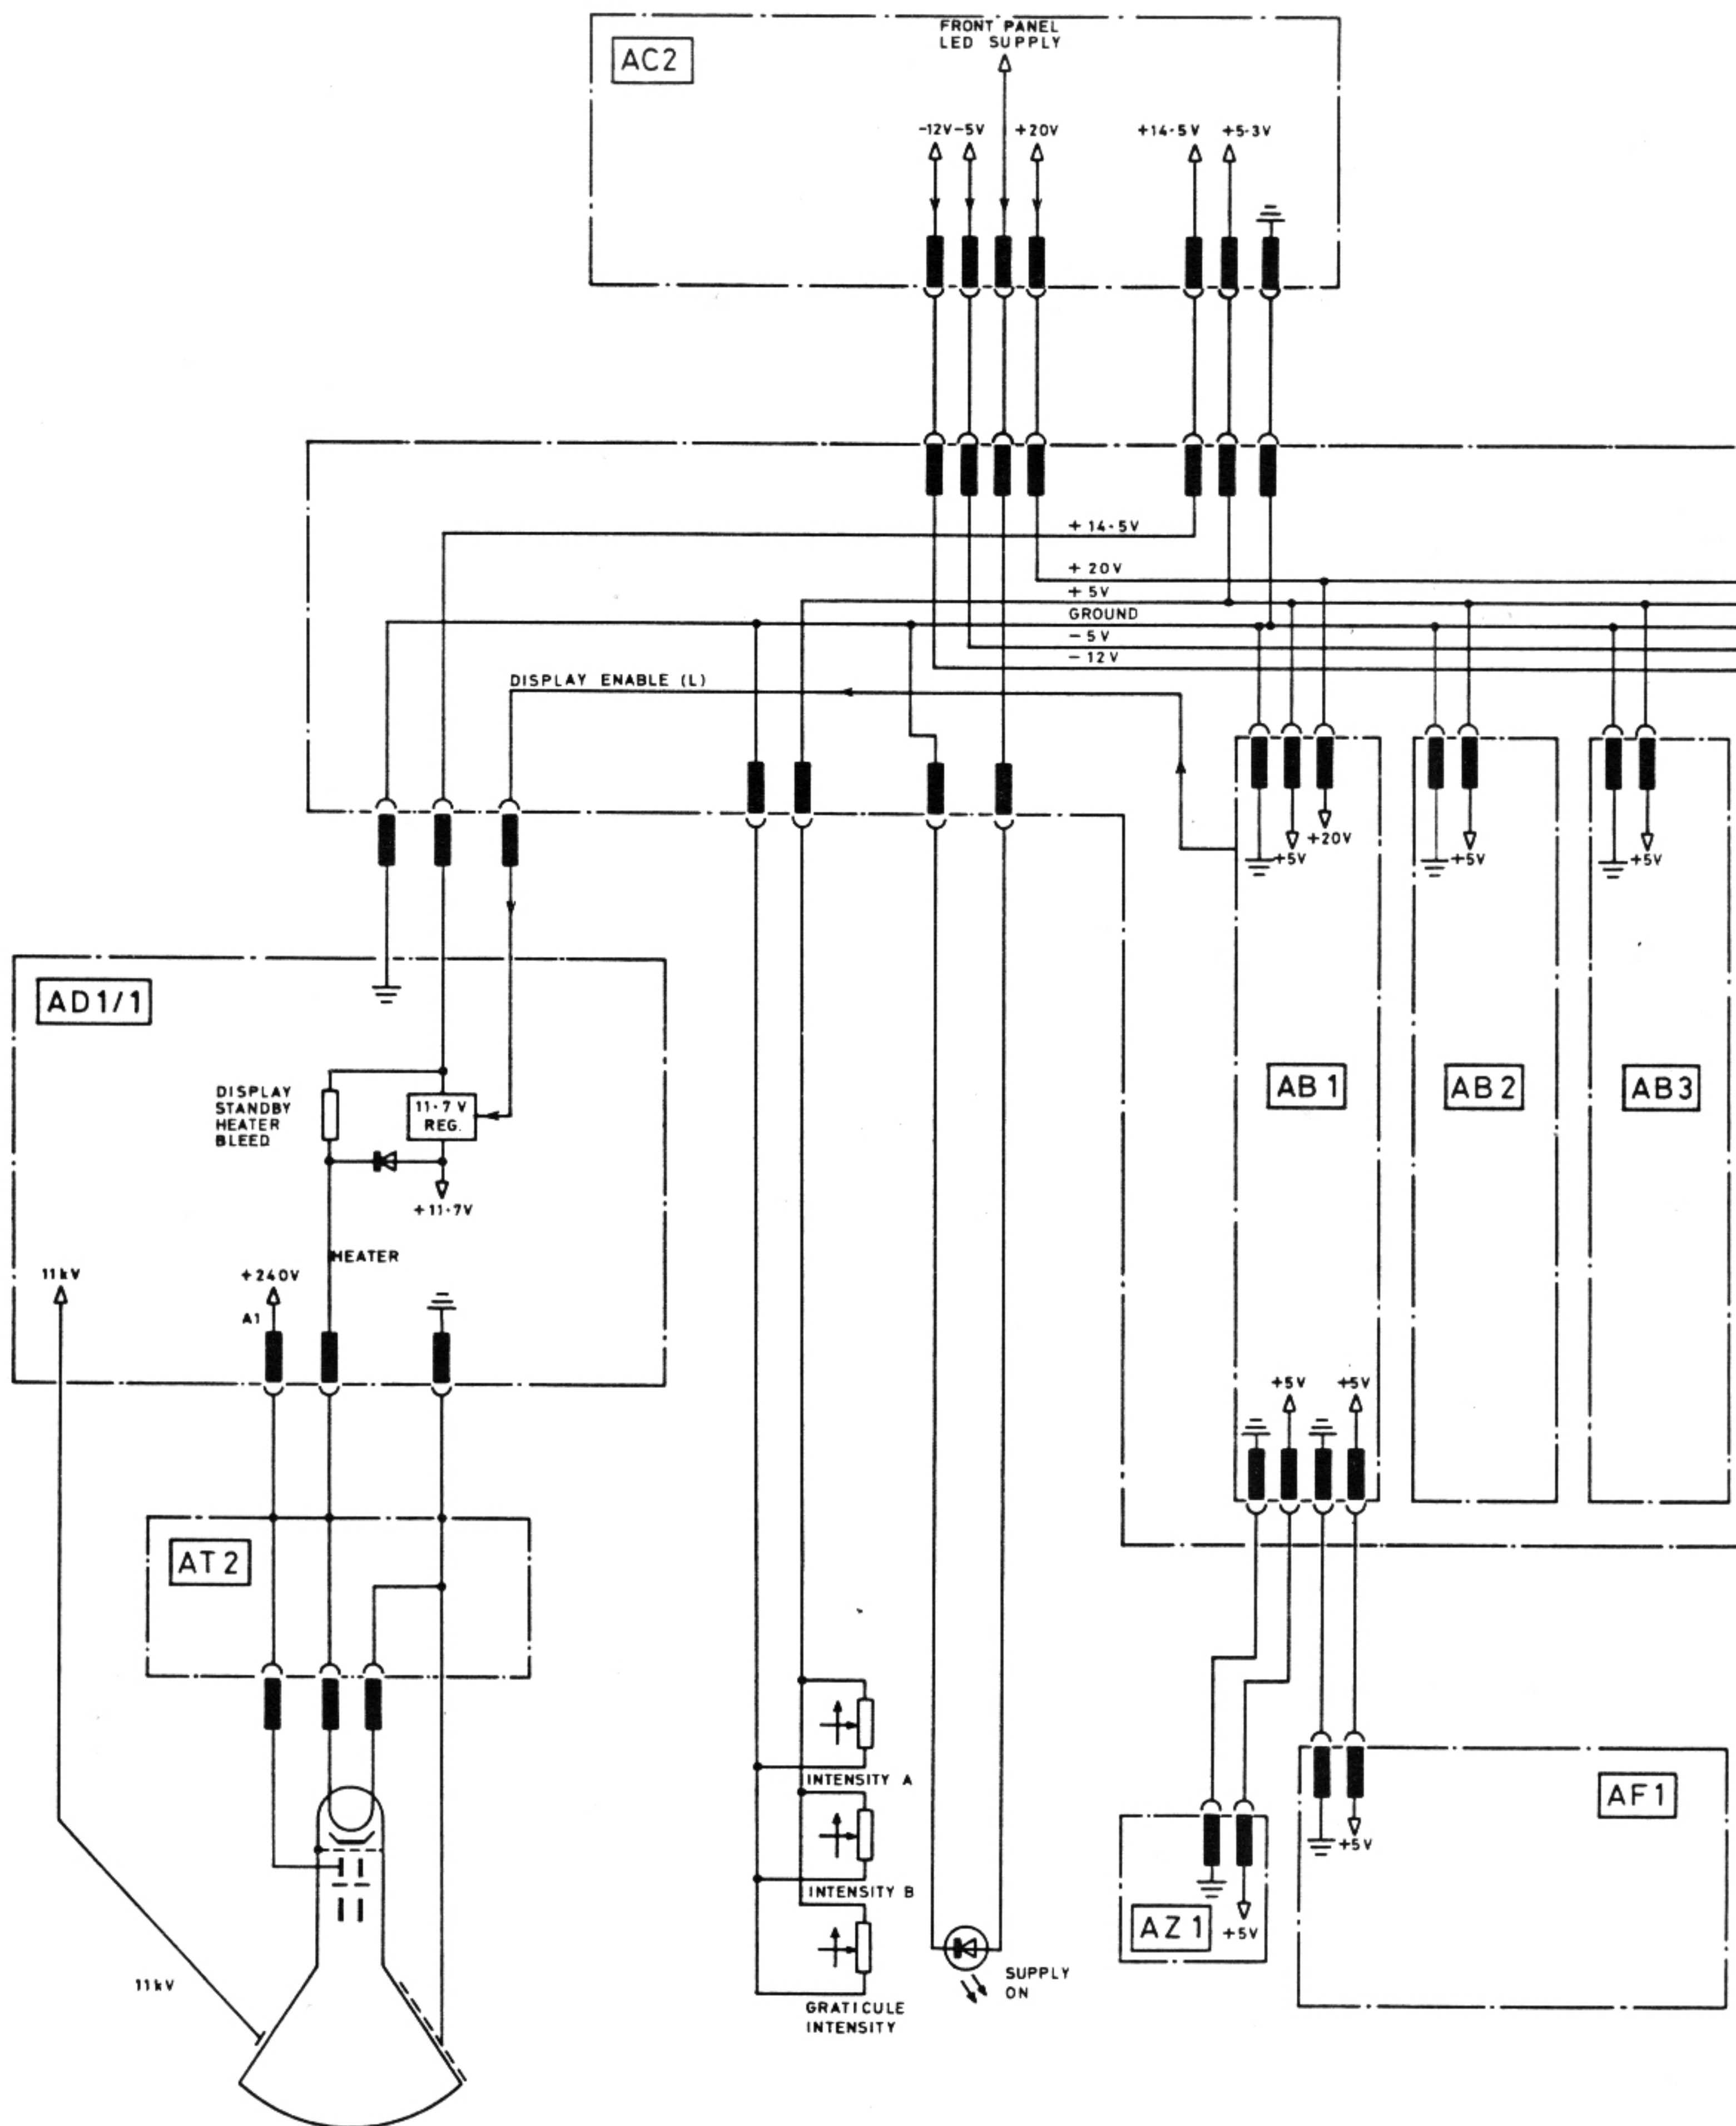 FRONT PANEL
LED SUPPLY
AC2
-12V
-5V
+20V
+14·5V
+5·3V
+ 14·5V
+ 20V
+ 5V
GROUND
- 5V
- 12V
DISPLAY ENABLE (L)
+5V
+20V
+5V
+5V
AD1/1
DISPLAY
STANDBY
HEATER
BLEED
11·7 V
REG.
+11·7V
AB1
AB2
AB3
HEATER
11kV
+240V
A1
+5V
+5V
AT2
INTENSITY A
INTENSITY B
GRATICULE
INTENSITY
SUPPLY
ON
AZ1
+5V
AF1
+5V
11kV